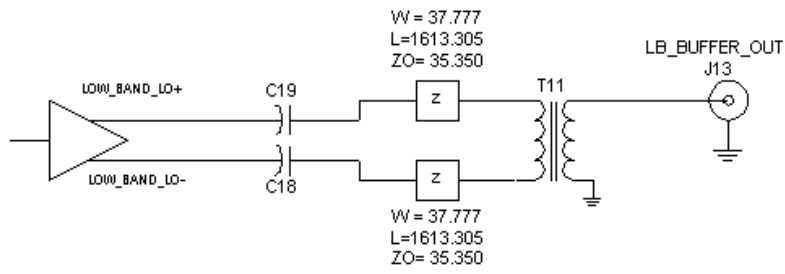 W = 37.777
L=1613.305
ZO= 35.350
LB_BUFFER_OUT
J13
T11
LOW_BAND_LO+
C19
Z
LOW_BAND_LO-
C18
Z
W = 37.777
L=1613.305
ZO= 35.350